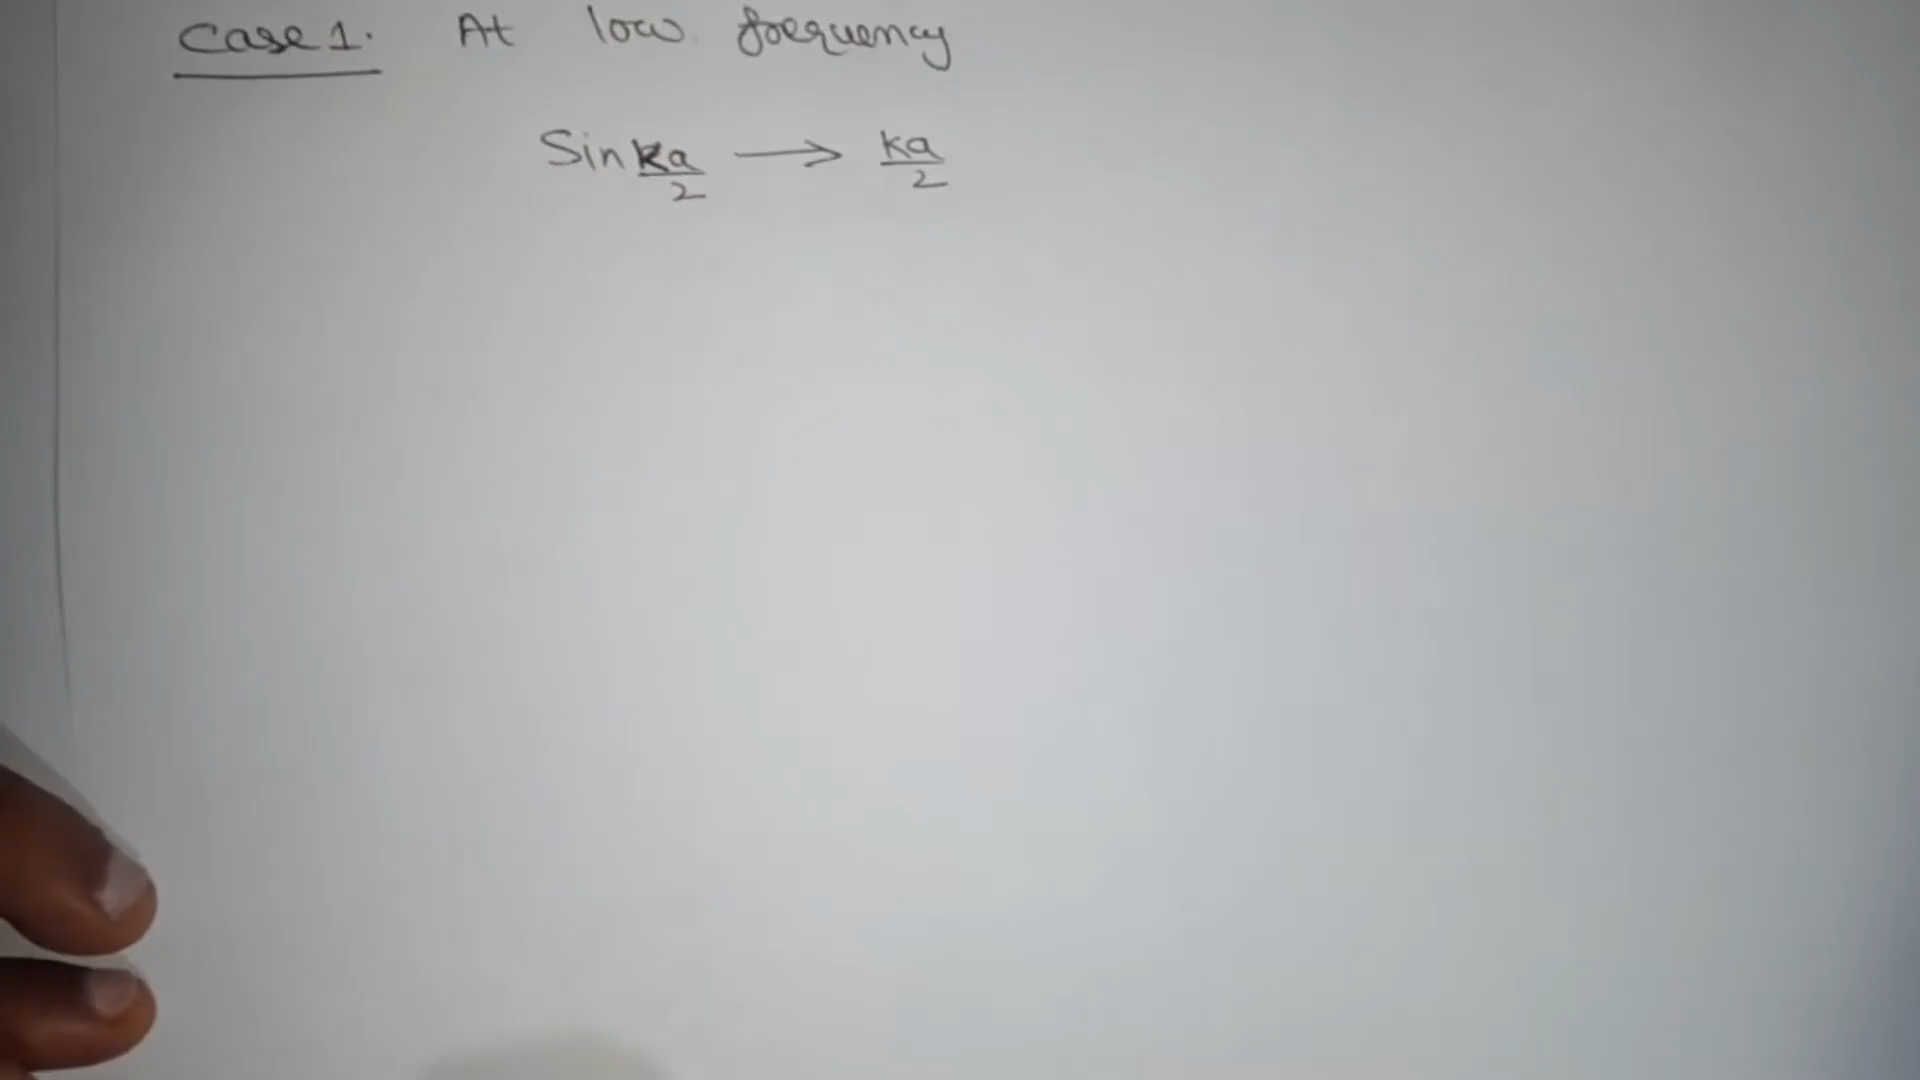 Case 1. At low frequency
Sin ka/2 → ka/2